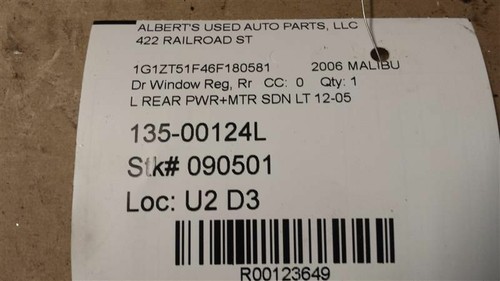 ALBERT'S USED AUTO PARTS, LLC
422 RAILROAD ST
1G1ZT51F46F180581 2006 MALIBU
Dr Window Reg, Rr CC: 0 Qty: 1
L REAR PWR+MTR SDN LT 12-05
135-00124L
Stk# 090501
Loc: U2 D3
R00123649